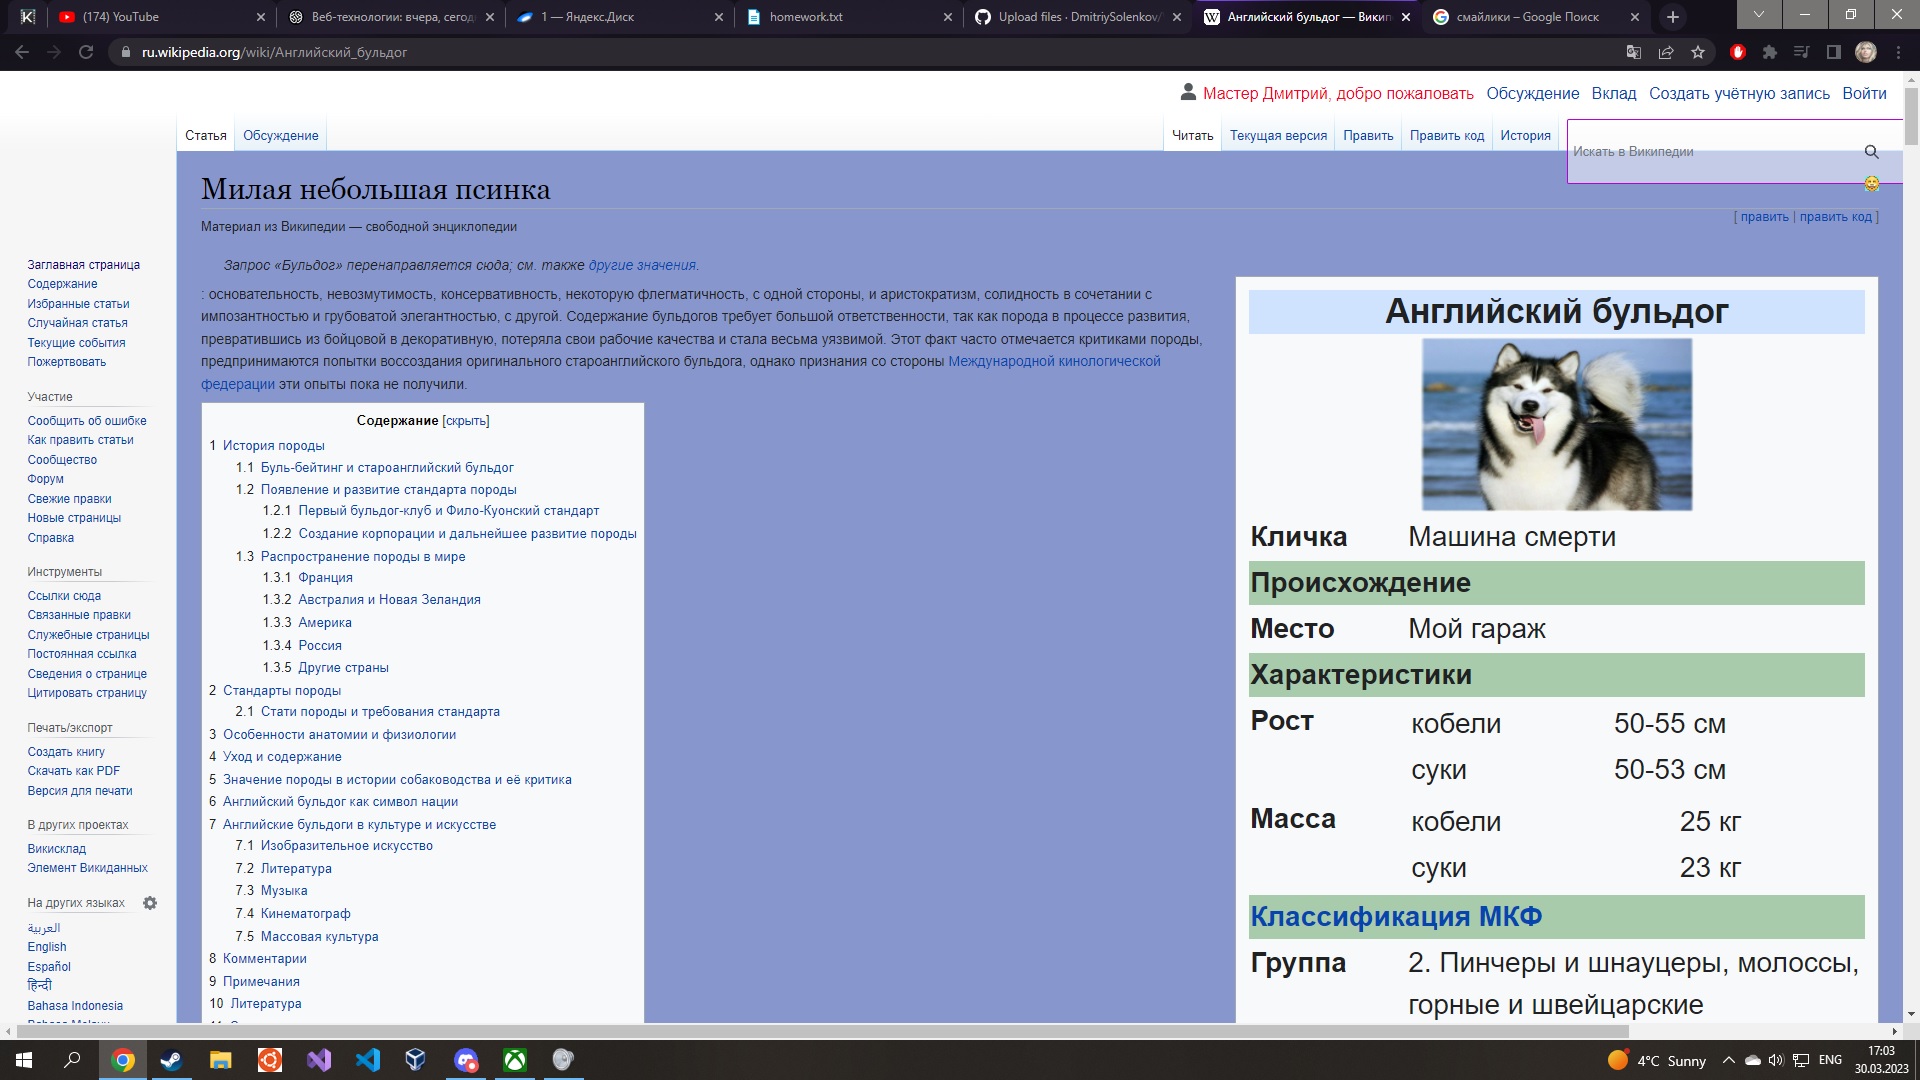 (174) YouTube
Веб-технологии: вчера, сегод
1 — Яндекс.Диск
homework.txt
Upload files · DmitriySolenkov/
Английский бульдог — Викип
смайлики – Google Поиск
ru.wikipedia.org/wiki/Английский_бульдог
Мастер Дмитрий, добро пожаловать Обсуждение Вклад Создать учётную запись Войти
Статья Обсуждение Читать Текущая версия Править Править код История
Искать в Википедии
Милая небольшая псинка
[ править | править код ]
Материал из Википедии — свободной энциклопедии
Запрос «Бульдог» перенаправляется сюда; см. также другие значения.
: основательность, невозмутимость, консервативность, некоторую флегматичность, с одной стороны, и аристократизм, солидность в сочетании с
импозантностью и грубоватой элегантностью, с другой. Содержание бульдогов требует большой ответственности, так как порода в процессе развития,
превратившись из бойцовой в декоративную, потеряла свои рабочие качества и стала весьма уязвимой. Этот факт часто отмечается критиками породы,
предпринимаются попытки воссоздания оригинального староанглийского бульдога, однако признания со стороны Международной кинологической
федерации эти опыты пока не получили.
Заглавная страница
Содержание
Избранные статьи
Случайная статья
Текущие события
Пожертвовать
Участие
Сообщить об ошибке
Как править статьи
Сообщество
Форум
Свежие правки
Новые страницы
Справка
Инструменты
Ссылки сюда
Связанные правки
Служебные страницы
Постоянная ссылка
Сведения о странице
Цитировать страницу
Печать/экспорт
Создать книгу
Скачать как PDF
Версия для печати
В других проектах
Викисклад
Элемент Викиданных
На других языках
العربية
English
Español
हिन्दी
Bahasa Indonesia
Bahasa Melayu
Содержание [скрыть]
1 История породы
1.1 Буль-бейтинг и староанглийский бульдог
1.2 Появление и развитие стандарта породы
1.2.1 Первый бульдог-клуб и Фило-Куонский стандарт
1.2.2 Создание корпорации и дальнейшее развитие породы
1.3 Распространение породы в мире
1.3.1 Франция
1.3.2 Австралия и Новая Зеландия
1.3.3 Америка
1.3.4 Россия
1.3.5 Другие страны
2 Стандарты породы
2.1 Стати породы и требования стандарта
3 Особенности анатомии и физиологии
4 Уход и содержание
5 Значение породы в истории собаководства и её критика
6 Английский бульдог как символ нации
7 Английские бульдоги в культуре и искусстве
7.1 Изобразительное искусство
7.2 Литература
7.3 Музыка
7.4 Кинематограф
7.5 Массовая культура
8 Комментарии
9 Примечания
10 Литература
Английский бульдог
Кличка Машина смерти
Происхождение
Место Мой гараж
Характеристики
Рост кобели 50-55 см
суки 50-53 см
Масса кобели 25 кг
суки 23 кг
Классификация МКФ
Группа 2. Пинчеры и шнауцеры, молоссы,
горные и швейцарские
4°C Sunny
ENG
17:03
30.03.2023